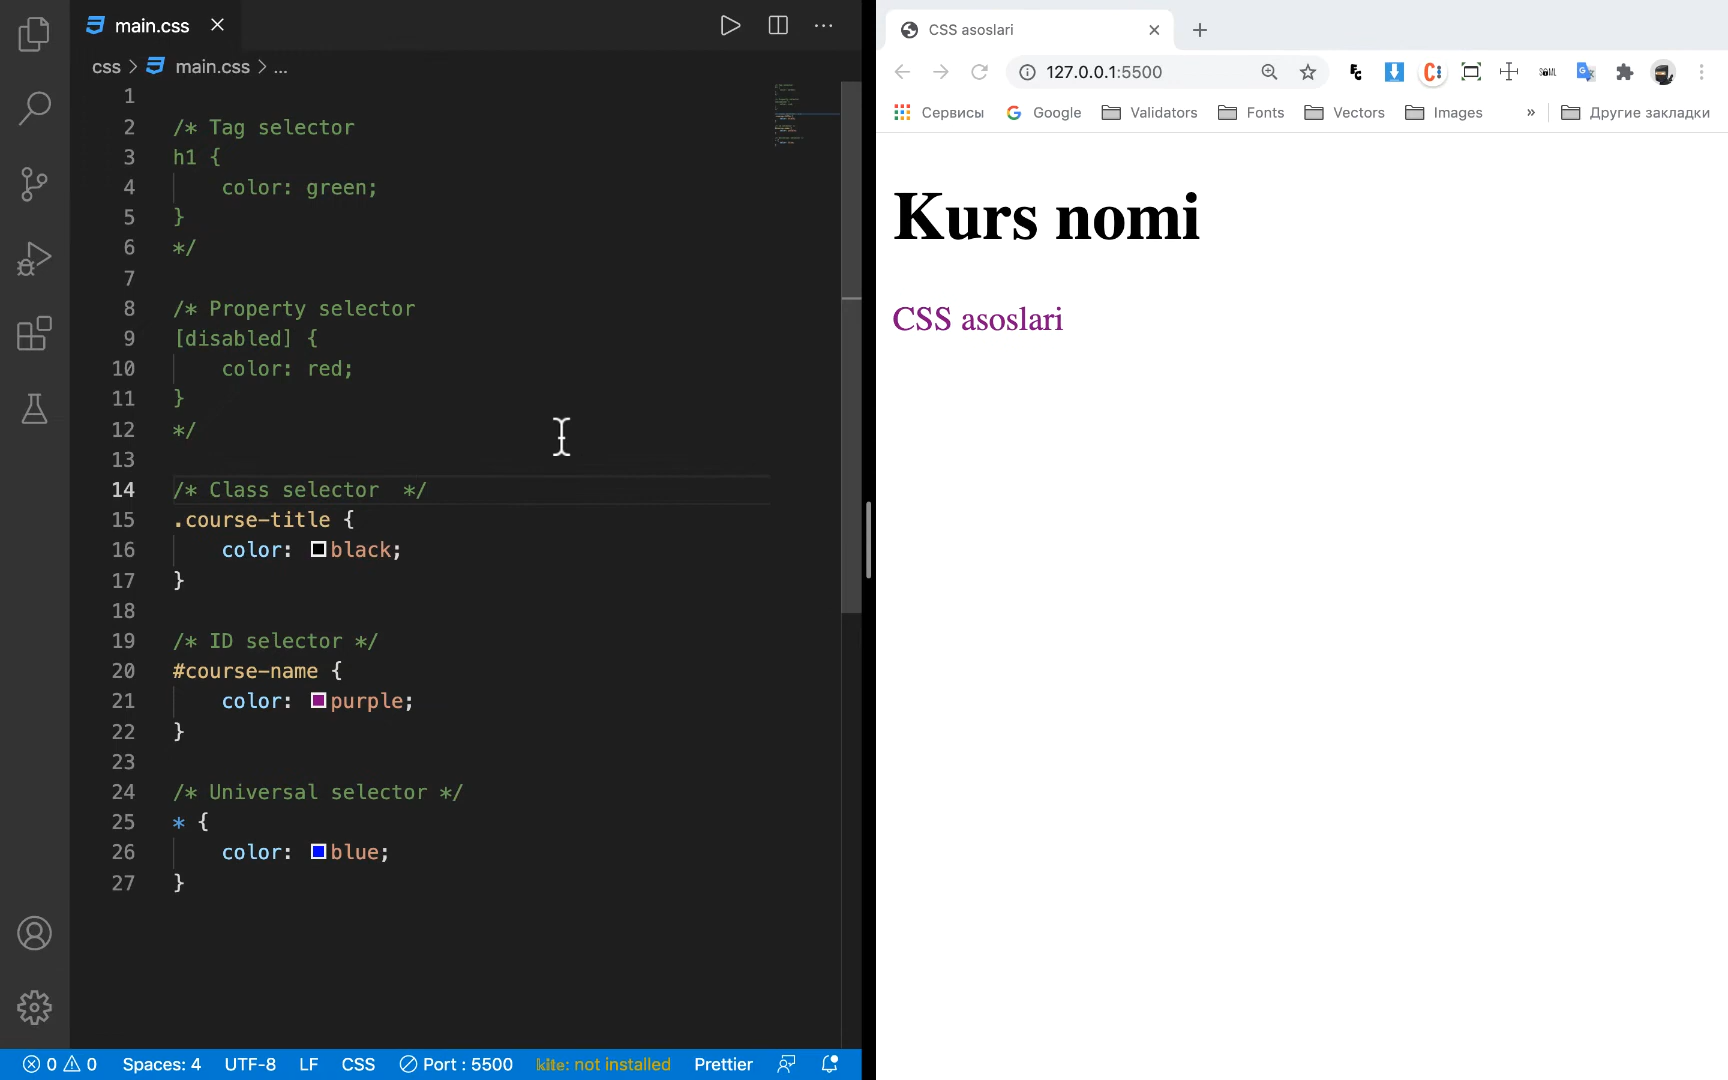 main.css
css > main.css > ...
1
2 /* Tag selector
3 h1 {
4 color: green;
5 }
6 */
7
8 /* Property selector
9 [disabled] {
10 color: red;
11 }
12 */
13
14 /* Class selector  */
15 .course-title {
16 color: black;
17 }
18
19 /* ID selector */
20 #course-name {
21 color: purple;
22 }
23
24 /* Universal selector */
25 * {
26 color: blue;
27 }
0 0 Spaces: 4 UTF-8 LF CSS Port : 5500 kite: not installed Prettier
CSS asoslari
127.0.0.1:5500
Сервисы Google Validators Fonts Vectors Images » Другие закладки
Kurs nomi
CSS asoslari